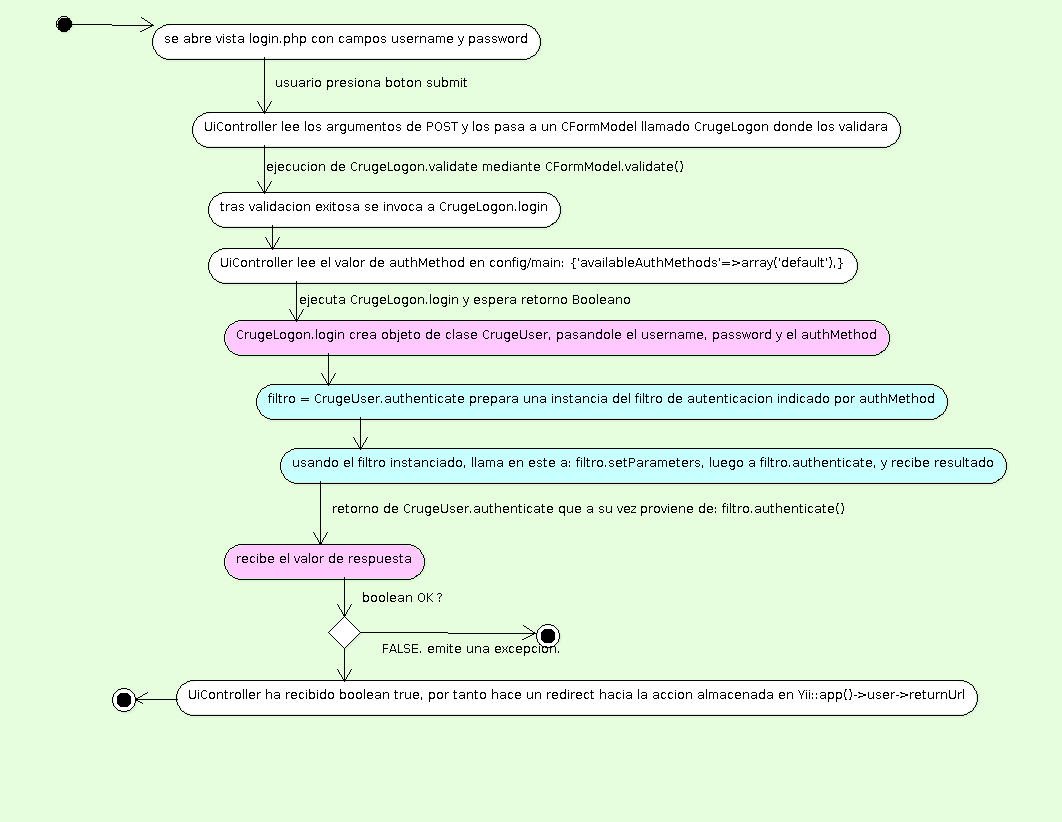 se abre vista login.php con campos username y password
usuario presiona boton submit
UiController lee los argumentos de POST y los pasa a un CFormModel llamado CrugeLogon donde los validara
ejecucion de CrugeLogon.validate mediante CFormModel.validate()
tras validacion exitosa se invoca a CrugeLogon.login
UiController lee el valor de authMethod en config/main: {'availableAuthMethods'=>array('default'),}
ejecuta CrugeLogon.login y espera retorno Booleano
CrugeLogon.login crea objeto de clase CrugeUser, pasandole el username, password y el authMethod
filtro = CrugeUser.authenticate prepara una instancia del filtro de autenticacion indicado por authMethod
usando el filtro instanciado, llama en este a: filtro.setParameters, luego a filtro.authenticate, y recibe resultado
retorno de CrugeUser.authenticate que a su vez proviene de: filtro.authenticate()
recibe el valor de respuesta
boolean OK?
FALSE. emite una excepcion.
UiController ha recibido boolean true, por tanto hace un redirect hacia la accion almacenada en Yii::app()->user->returnUrl